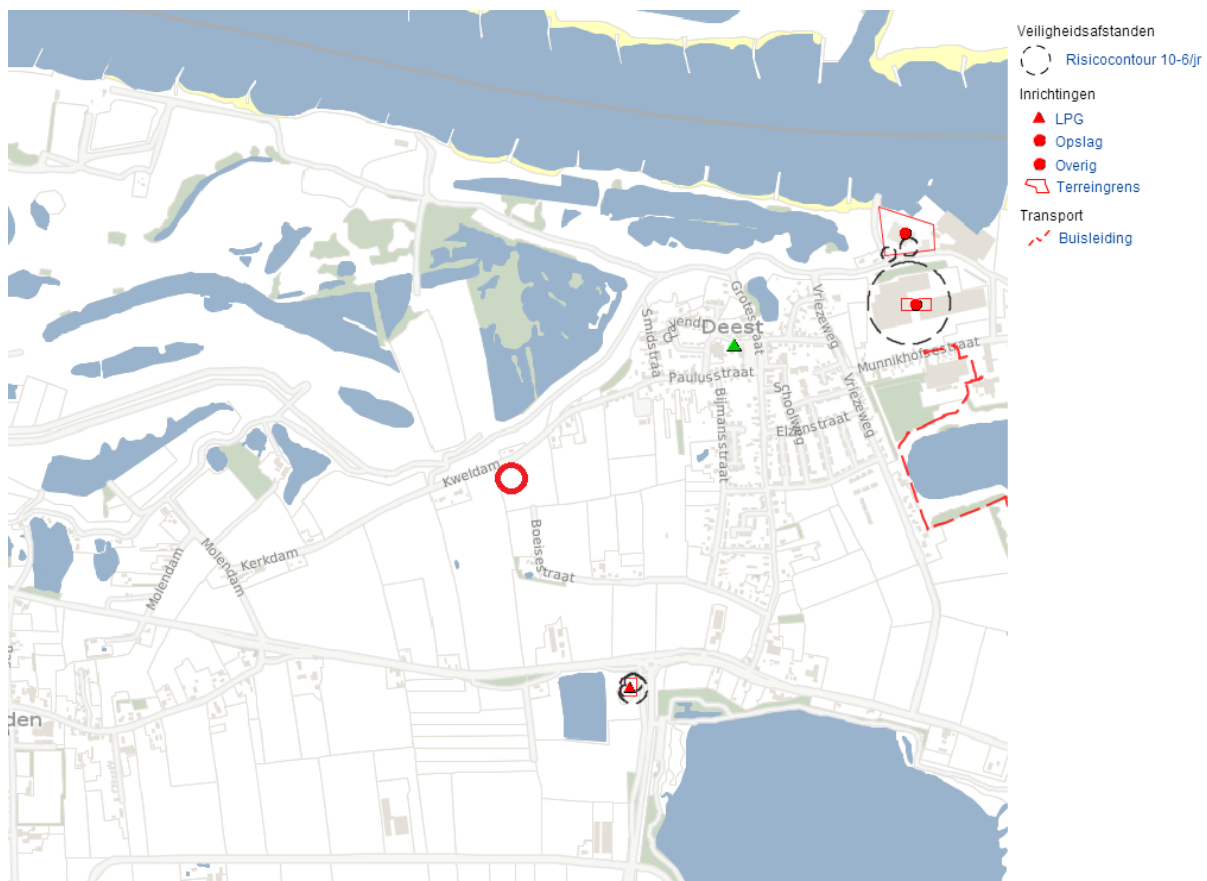 Veiligheidsafstanden
Risicocontour 10-6/jr
Inrichtingen
LPG
Opslag
Overig
Terreingrens
Transport
Buisleiding
Grotestraat
Vriezeweg
Smidstraa
Deest
Munnikhofsestraat
Paulusstraat
Bijmansstraat
Schoolweg
Vriezeweg
Elzenstraat
Kweldam
Boeisestraat
Kerkdam
Molendam
Molendam
den